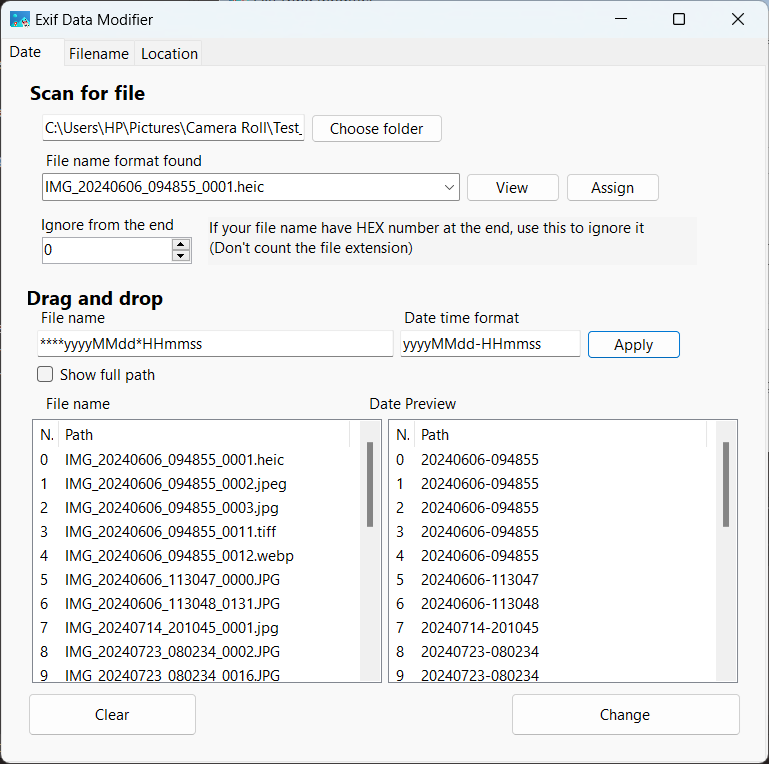 Exif Data Modifier
Date Filename Location
Scan for file
C:\Users\HP\Pictures\Camera Roll\Test_ Choose folder
File name format found
IMG_20240606_094855_0001.heic View Assign
Ignore from the end
0
If your file name have HEX number at the end, use this to ignore it
(Don't count the file extension)
Drag and drop
File name Date time format
****yyyyMMdd*HHmmss yyyyMMdd-HHmmss Apply
Show full path
File name Date Preview
N. Path N. Path
0 IMG_20240606_094855_0001.heic 0 20240606-094855
1 IMG_20240606_094855_0002.jpeg 1 20240606-094855
2 IMG_20240606_094855_0003.jpg 2 20240606-094855
3 IMG_20240606_094855_0011.tiff 3 20240606-094855
4 IMG_20240606_094855_0012.webp 4 20240606-094855
5 IMG_20240606_113047_0000.JPG 5 20240606-113047
6 IMG_20240606_113048_0131.JPG 6 20240606-113048
7 IMG_20240714_201045_0001.jpg 7 20240714-201045
8 IMG_20240723_080234_0002.JPG 8 20240723-080234
9 IMG_20240723_080234_0016.JPG 9 20240723-080234
Clear Change